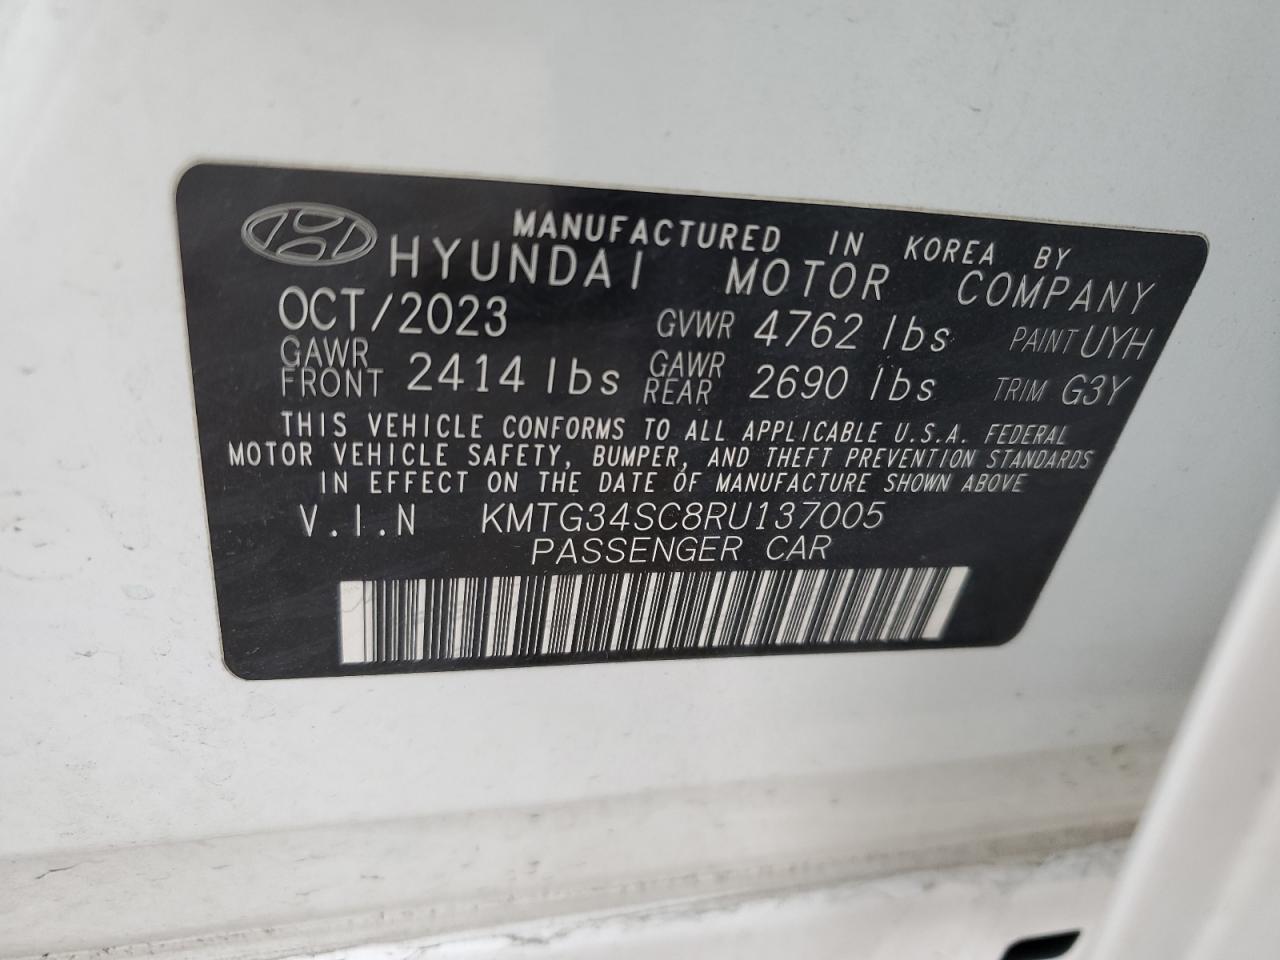 MANUFACTURED IN KOREA BY
HYUNDAI MOTOR COMPANY
OCT/2023 GVWR 4762 lbs PAINT UYH
GAWR FRONT 2414 lbs GAWR REAR 2690 lbs TRIM G3Y
THIS VEHICLE CONFORMS TO ALL APPLICABLE U.S.A. FEDERAL
MOTOR VEHICLE SAFETY, BUMPER, AND THEFT PREVENTION STANDARDS
IN EFFECT ON THE DATE OF MANUFACTURE SHOWN ABOVE
V.I.N KMTG34SC8RU137005
PASSENGER CAR